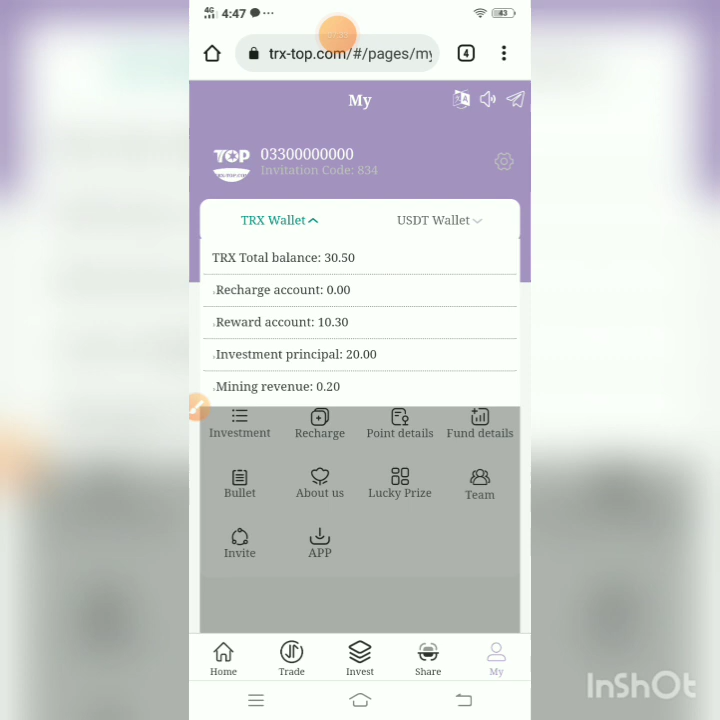 4G 4:47 43
trx-top.com/#/pages/my 4
My
TOP 03300000000
Invitation Code: 834
TRX Wallet USDT Wallet
TRX Total balance: 30.50
Recharge account: 0.00
Reward account: 10.30
Investment principal: 20.00
Mining revenue: 0.20
Investment Recharge Point details Fund details
Bullet About us Lucky Prize Team
Invite APP
Home Trade Invest Share My
InShOt